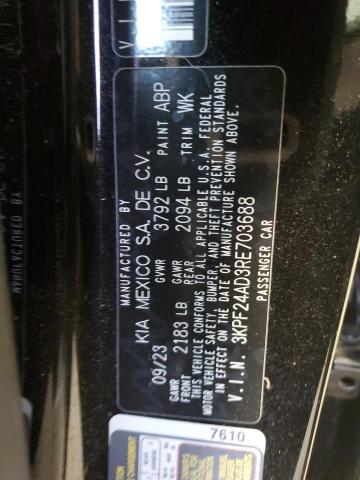 MANUFACTURED BY
KIA MEXICO S.A. DE C.V.
09/23 GVWR 3792 LB PAINT ABP
GAWR FRONT 2183 LB GAWR REAR 2094 LB TRIM WK
THIS VEHICLE CONFORMS TO ALL APPLICABLE U.S.A. FEDERAL
MOTOR VEHICLE SAFETY, BUMPER, AND THEFT PREVENTION STANDARDS
IN EFFECT ON THE DATE OF MANUFACTURE SHOWN ABOVE.
V.I.N. 3KPF24AD3RE703688
PASSENGER CAR
7610